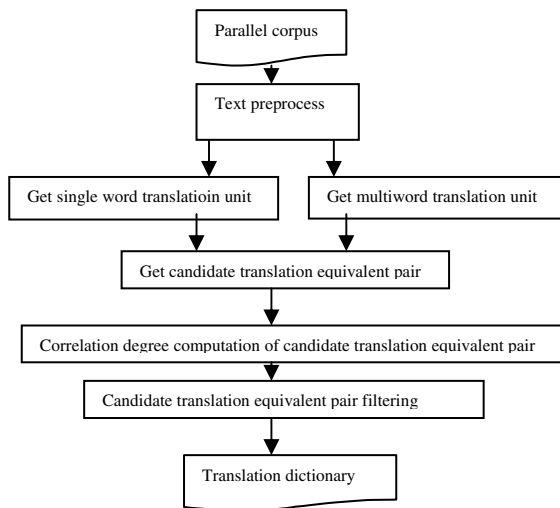 Parallel corpus
Text preprocess
Get single word translatioin unit
Get multiword translation unit
Get candidate translation equivalent pair
Correlation degree computation of candidate translation equivalent pair
Candidate translation equivalent pair filtering
Translation dictionary